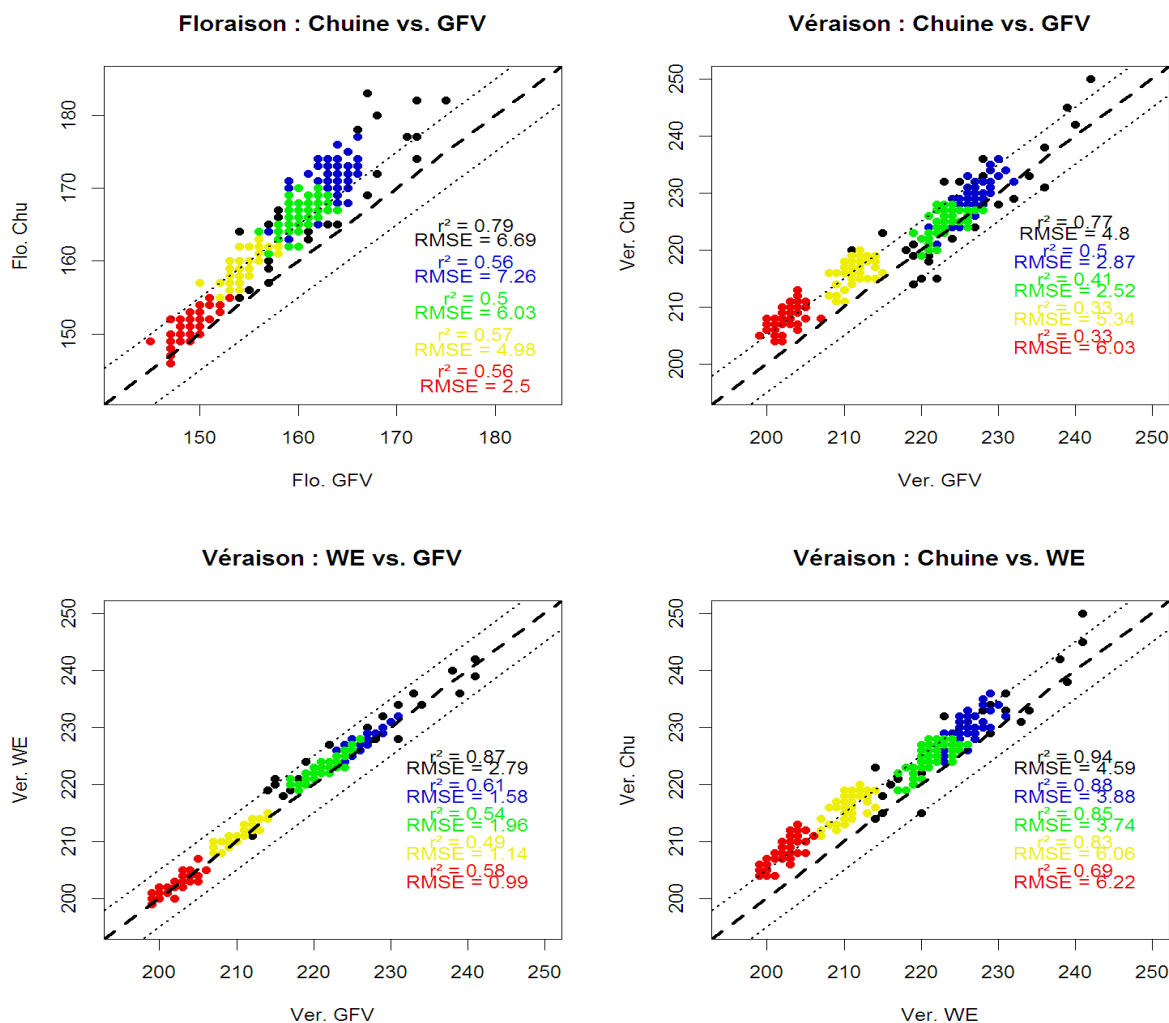 Floraison : Chuine vs. GFV
Flo. Chu
180
170
160
150
r² = 0.79
RMSE = 6.69
r² = 0.56
RMSE = 7.26
r² = 0.5
RMSE = 6.03
r² = 0.57
RMSE = 4.98
r² = 0.56
RMSE = 2.5
150 160 170 180
Flo. GFV
Véraison : Chuine vs. GFV
Ver. Chu
250
240
230
220
210
200
r² = 0.77
RMSE = 4.8
r² = 0.5
RMSE = 2.87
r² = 0.41
RMSE = 2.52
r² = 0.33
RMSE = 5.34
r² = 0.33
RMSE = 6.03
200 210 220 230 240 250
Ver. GFV
Véraison : WE vs. GFV
Ver. WE
250
240
230
220
210
200
r² = 0.87
RMSE = 2.79
r² = 0.61
RMSE = 1.58
r² = 0.54
RMSE = 1.96
r² = 0.49
RMSE = 1.14
r² = 0.58
RMSE = 0.99
200 210 220 230 240 250
Ver. GFV
Véraison : Chuine vs. WE
Ver. Chu
250
240
230
220
210
200
r² = 0.94
RMSE = 4.59
r² = 0.88
RMSE = 3.88
r² = 0.85
RMSE = 3.74
r² = 0.83
RMSE = 6.06
r² = 0.69
RMSE = 6.22
200 210 220 230 240 250
Ver. WE